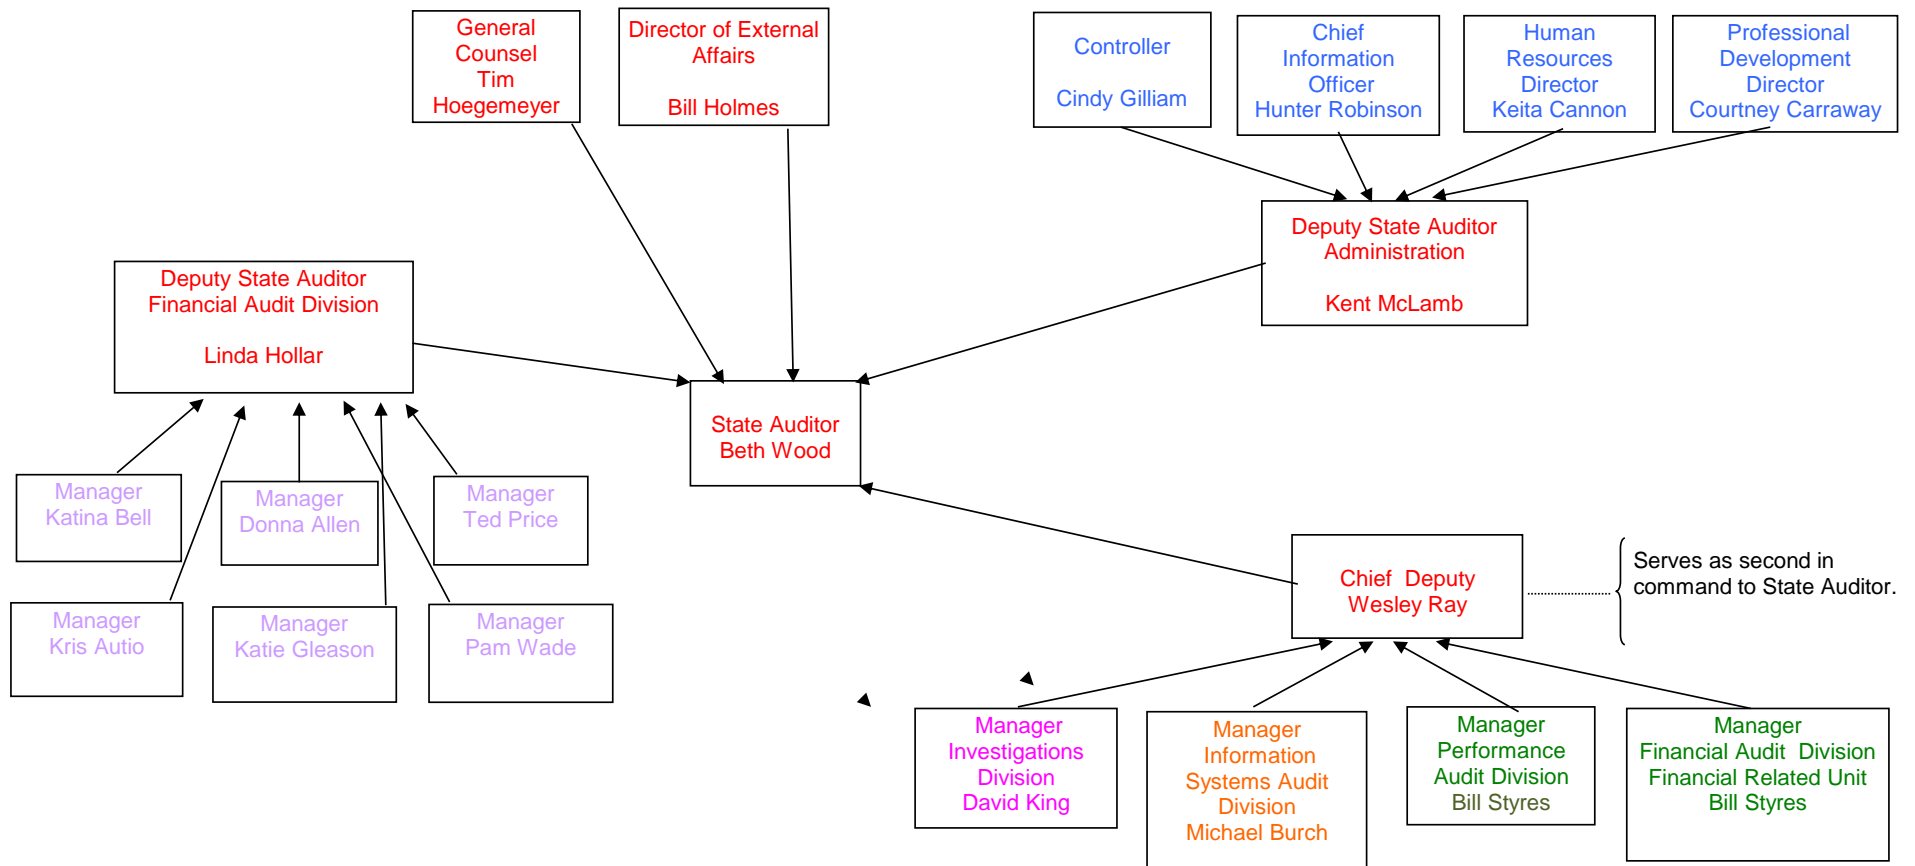 General
Counsel
Tim
Hoegemeyer
Director of External
Affairs
Bill Holmes
Controller
Cindy Gilliam
Chief
Information
Officer
Hunter Robinson
Human
Resources
Director
Keita Cannon
Professional
Development
Director
Courtney Carraway
Deputy State Auditor
Administration
Kent McLamb
Deputy State Auditor
Financial Audit Division
Linda Hollar
State Auditor
Beth Wood
Manager
Katina Bell
Manager
Donna Allen
Manager
Ted Price
Manager
Kris Autio
Manager
Katie Gleason
Manager
Pam Wade
Chief Deputy
Wesley Ray
Serves as second in
command to State Auditor.
Manager
Investigations
Division
David King
Manager
Information
Systems Audit
Division
Michael Burch
Manager
Performance
Audit Division
Bill Styres
Manager
Financial Audit Division
Financial Related Unit
Bill Styres